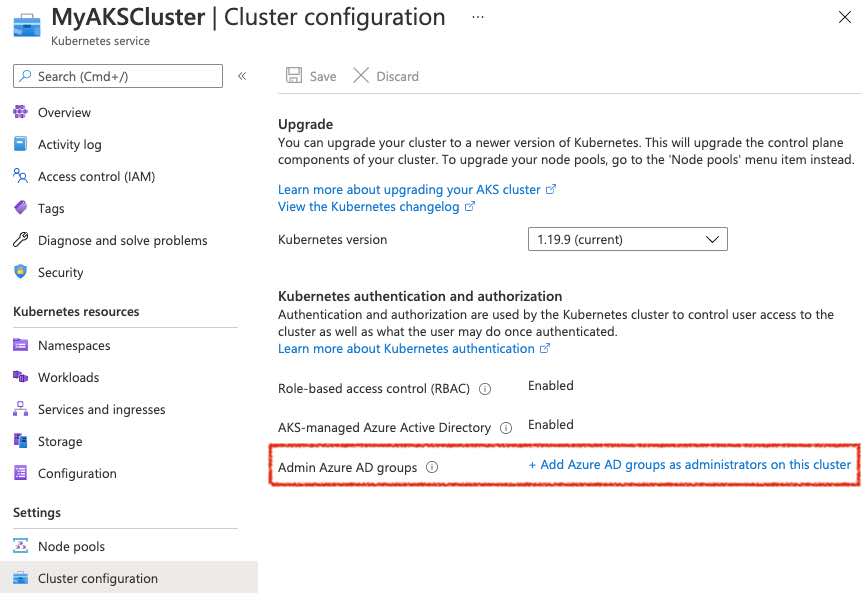 MyAKSCluster | Cluster configuration ...
Kubernetes service
Search (Cmd+/)
«
Overview
Activity log
Access control (IAM)
Tags
Diagnose and solve problems
Security
Kubernetes resources
Namespaces
Workloads
Services and ingresses
Storage
Configuration
Settings
Node pools
Cluster configuration
Save Discard
Upgrade
You can upgrade your cluster to a newer version of Kubernetes. This will upgrade the control plane
components of your cluster. To upgrade your node pools, go to the 'Node pools' menu item instead.
Learn more about upgrading your AKS cluster
View the Kubernetes changelog
Kubernetes version 1.19.9 (current)
Kubernetes authentication and authorization
Authentication and authorization are used by the Kubernetes cluster to control user access to the
cluster as well as what the user may do once authenticated.
Learn more about Kubernetes authentication
Role-based access control (RBAC) Enabled
AKS-managed Azure Active Directory Enabled
Admin Azure AD groups + Add Azure AD groups as administrators on this cluster